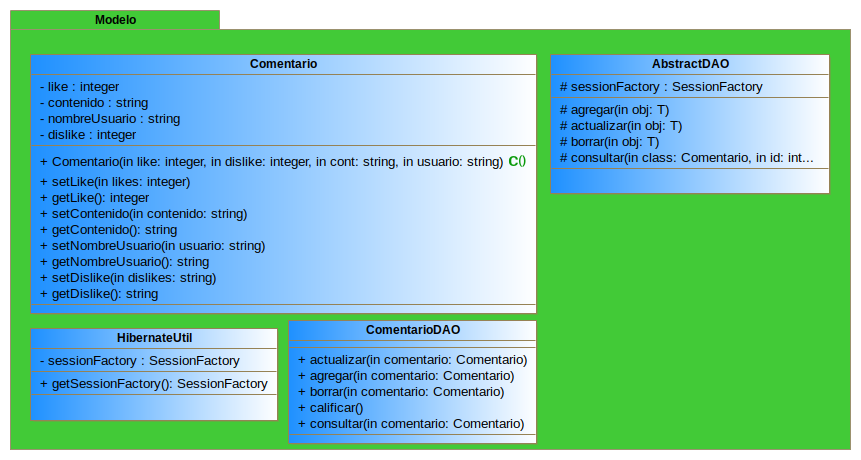 Modelo
Comentario
- like : integer
- contenido : string
- nombreUsuario : string
- dislike : integer
+ Comentario(in like: integer, in dislike: integer, in cont: string, in usuario: string) C()
+ setLike(in likes: integer)
+ getLike(): integer
+ setContenido(in contenido: string)
+ getContenido(): string
+ setNombreUsuario(in usuario: string)
+ getNombreUsuario(): string
+ setDislike(in dislikes: string)
+ getDislike(): string
AbstractDAO
# sessionFactory : SessionFactory
# agregar(in obj: T)
# actualizar(in obj: T)
# borrar(in obj: T)
# consultar(in class: Comentario, in id: int...
HibernateUtil
- sessionFactory : SessionFactory
+ getSessionFactory(): SessionFactory
ComentarioDAO
+ actualizar(in comentario: Comentario)
+ agregar(in comentario: Comentario)
+ borrar(in comentario: Comentario)
+ calificar()
+ consultar(in comentario: Comentario)